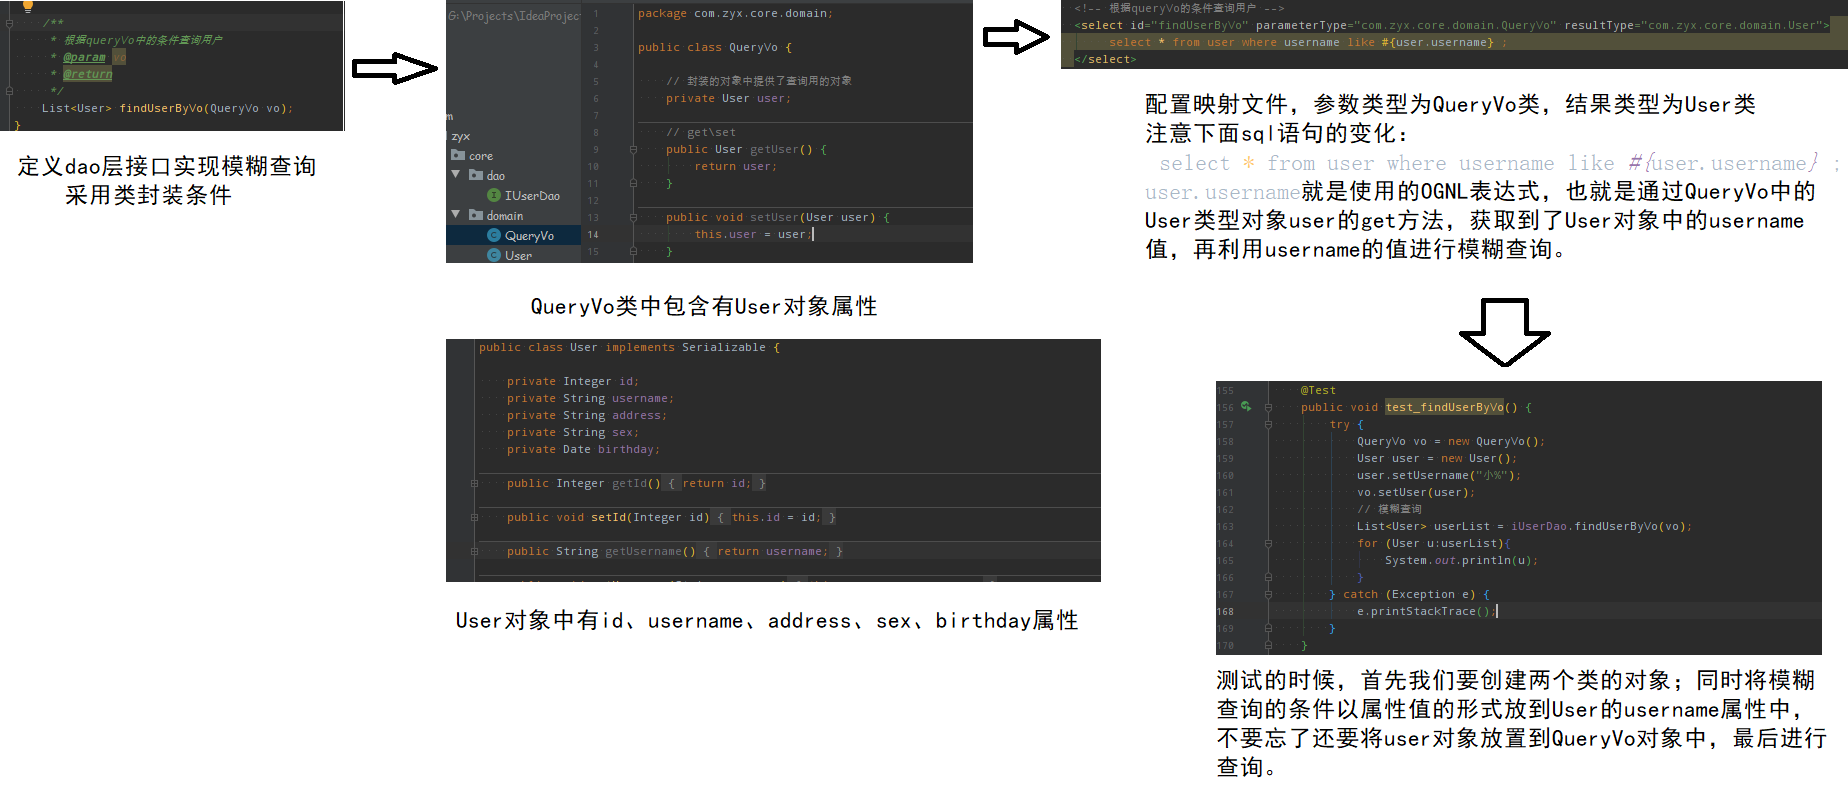 /**
* 根据queryVo中的条件查询用户
* @param vo
* @return
*/
List<User> findUserByVo(QueryVo vo);
}
定义dao层接口实现模糊查询
采用类封装条件
G:\Projects\IdeaProjec
zyx
core
dao
IUserDao
domain
QueryVo
User
1 package com.zyx.core.domain;
2
3 public class QueryVo {
4
5 // 封装的对象中提供了查询用的对象
6 private User user;
7
8 // get\set
9 public User getUser() {
10 return user;
11 }
12
13 public void setUser(User user) {
14 this.user = user;
15 }
QueryVo类中包含有User对象属性
public class User implements Serializable {
private Integer id;
private String username;
private String address;
private String sex;
private Date birthday;
public Integer getId() { return id; }
public void setId(Integer id) { this.id = id; }
public String getUsername() { return username; }
User对象中有id、username、address、sex、birthday属性
<!-- 根据queryVo的条件查询用户 -->
<select id="findUserByVo" parameterType="com.zyx.core.domain.QueryVo" resultType="com.zyx.core.domain.User">
select * from user where username like #{user.username} ;
</select>
配置映射文件，参数类型为QueryVo类，结果类型为User类
注意下面sql语句的变化：
select * from user where username like #{user.username} ;
user.username就是使用的OGNL表达式，也就是通过QueryVo中的
User类型对象user的get方法，获取到了User对象中的username
值，再利用username的值进行模糊查询。
155 @Test
156 public void test_findUserByVo() {
157 try {
158 QueryVo vo = new QueryVo();
159 User user = new User();
160 user.setUsername("小%");
161 vo.setUser(user);
162 // 模糊查询
163 List<User> userList = iUserDao.findUserByVo(vo);
164 for (User u:userList){
165 System.out.println(u);
166 }
167 } catch (Exception e) {
168 e.printStackTrace();
169 }
170 }
测试的时候，首先我们要创建两个类的对象；同时将模糊
查询的条件以属性值的形式放到User的username属性中，
不要忘了还要将user对象放置到QueryVo对象中，最后进行
查询。